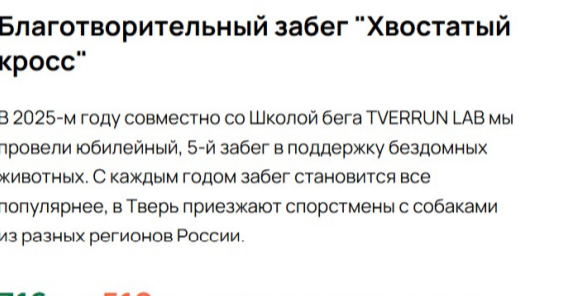 Благотворительный забег "Хвостатый
кросс"
В 2025-м году совместно со Школой бега TVERRUN LAB мы
провели юбилейный, 5-й забег в поддержку бездомных
животных. С каждым годом забег становится все
популярнее, в Тверь приезжают спорстмены с собаками
из разных регионов России.